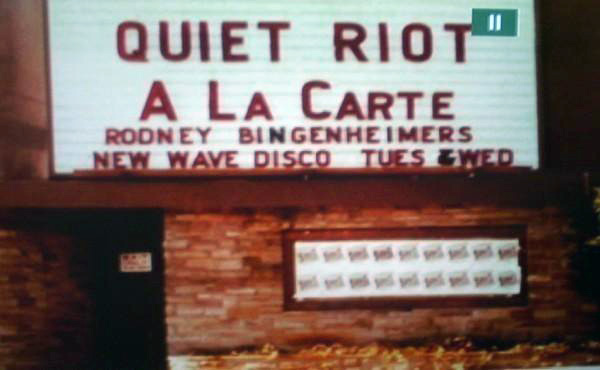 QUIET RIOT
A LA CARTE
RODNEY BINGENHEIMERS
NEW WAVE DISCO TUES &WED